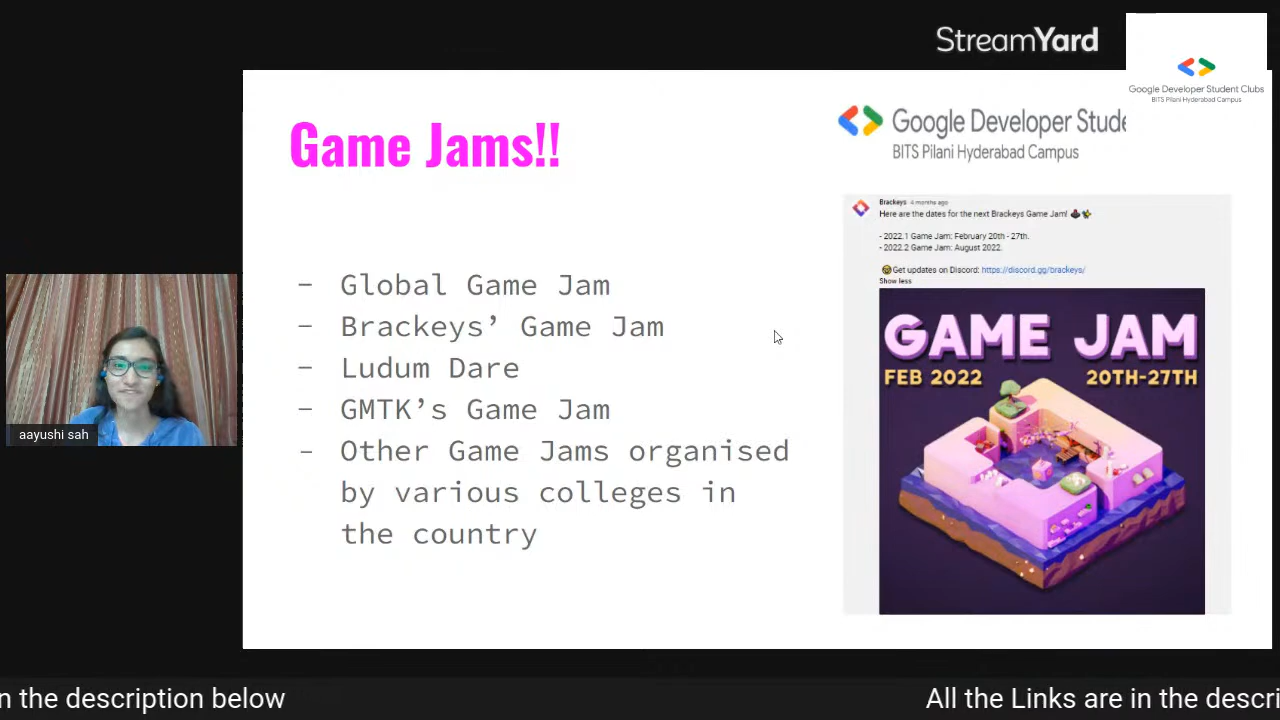 StreamYard
Google Developer Student Clubs
BITS Pilani Hyderabad Campus
Game Jams!!
Google Developer Stude
BITS Pilani Hyderabad Campus
Brackeys 4 months ago
Here are the dates for the next Brackeys Game Jam!
- 2022.1 Game Jam: February 20th - 27th.
- 2022.2 Game Jam: August 2022.
Get updates on Discord: https://discord.gg/brackeys/
Show less
GAME JAM
FEB 2022 20TH-27TH
- Global Game Jam
- Brackeys’ Game Jam
- Ludum Dare
- GMTK’s Game Jam
- Other Game Jams organised
by various colleges in
the country
aayushi sah
n the description below
All the Links are in the descri